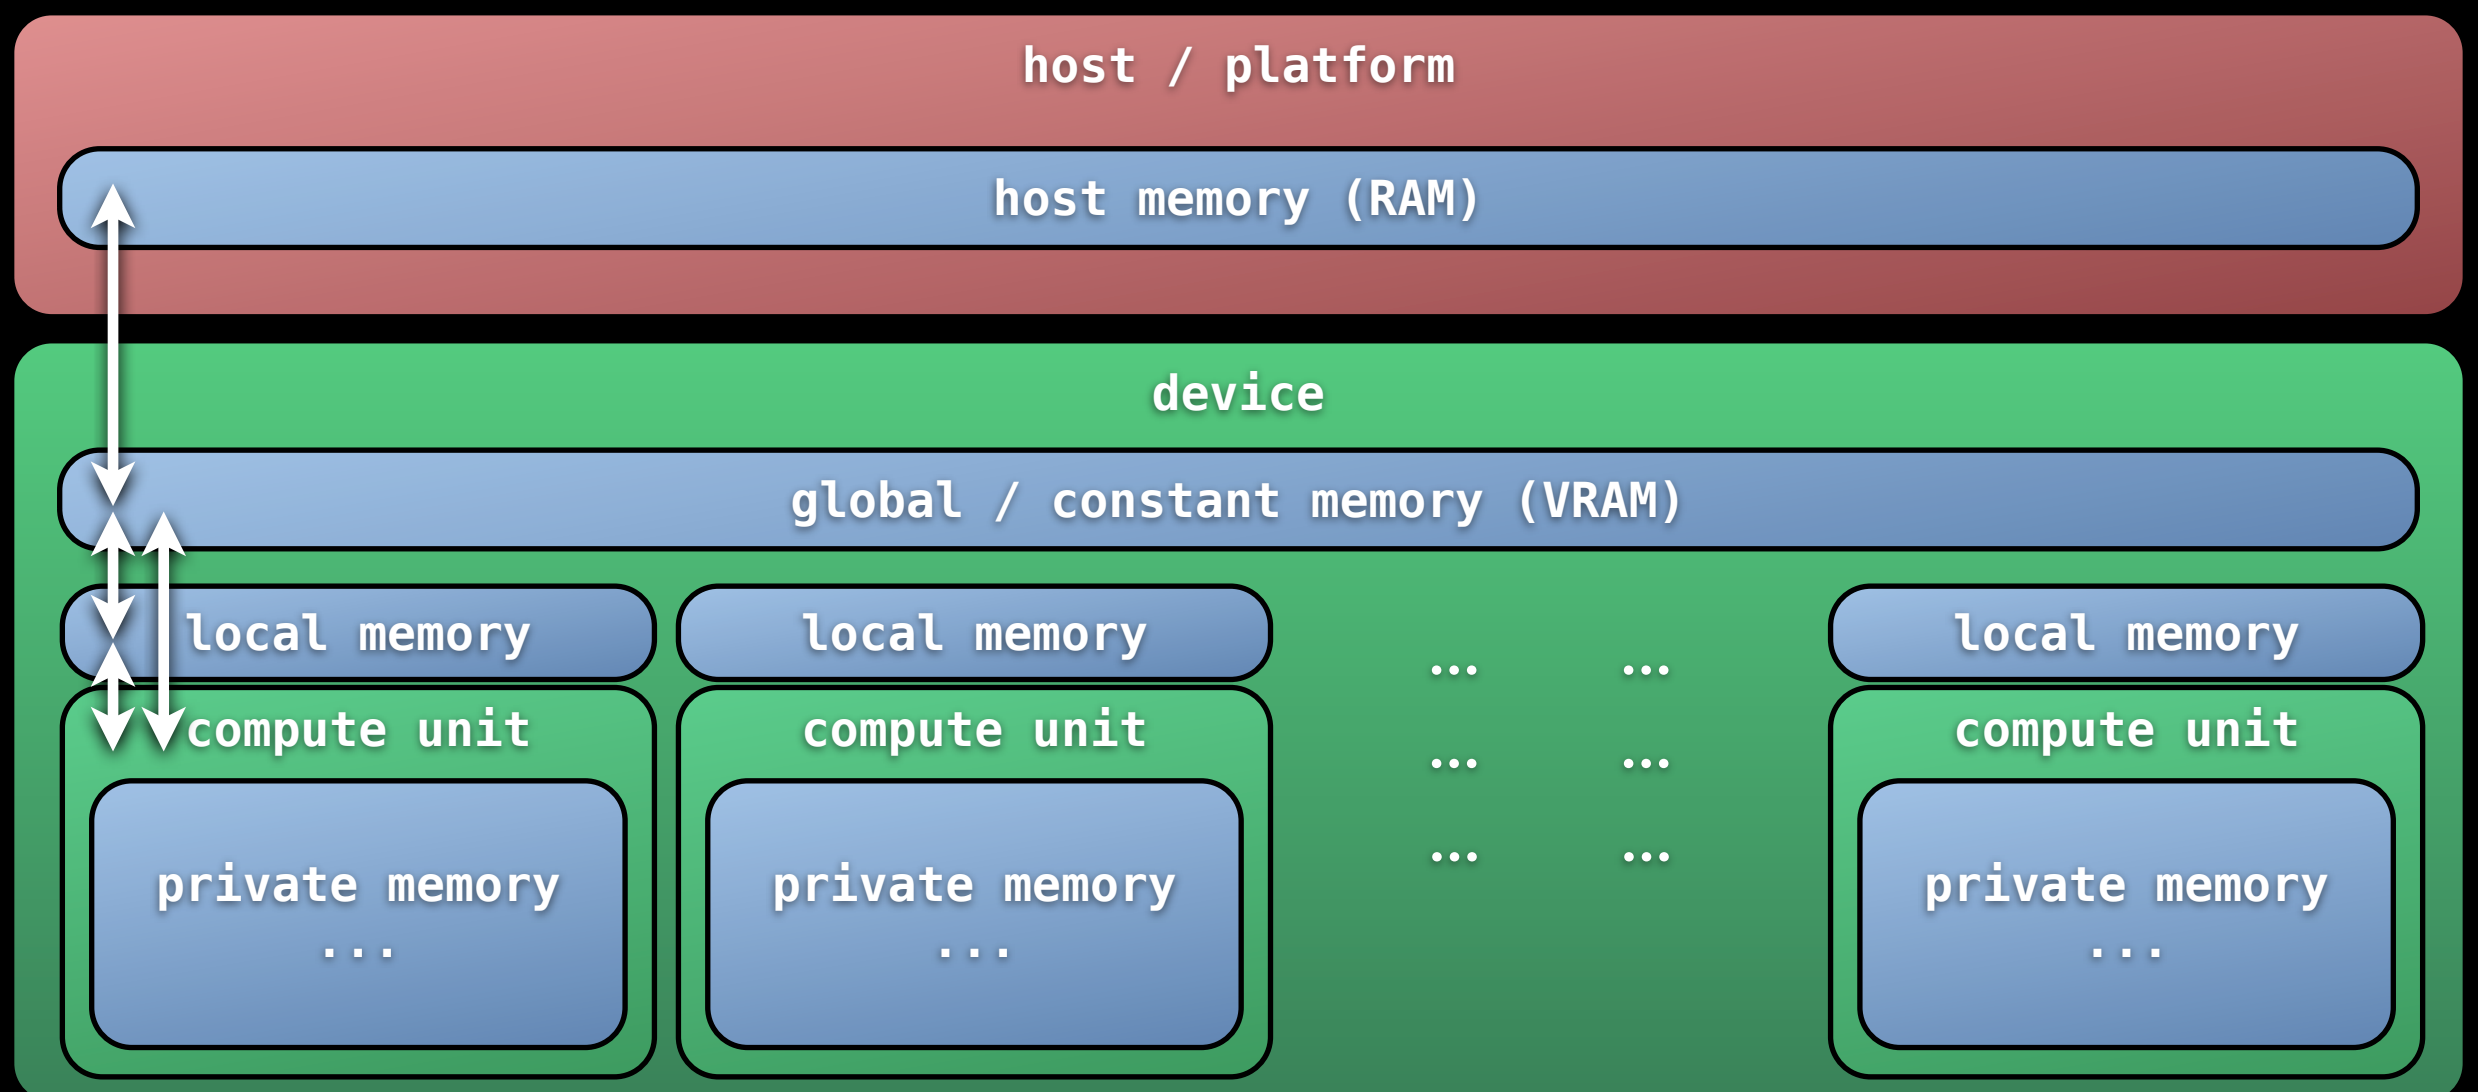 host / platform
host memory (RAM)
device
global / constant memory (VRAM)
local memory
local memory
local memory
… …
compute unit
compute unit
compute unit
… …
private memory
private memory
… …
private memory
...
...
...